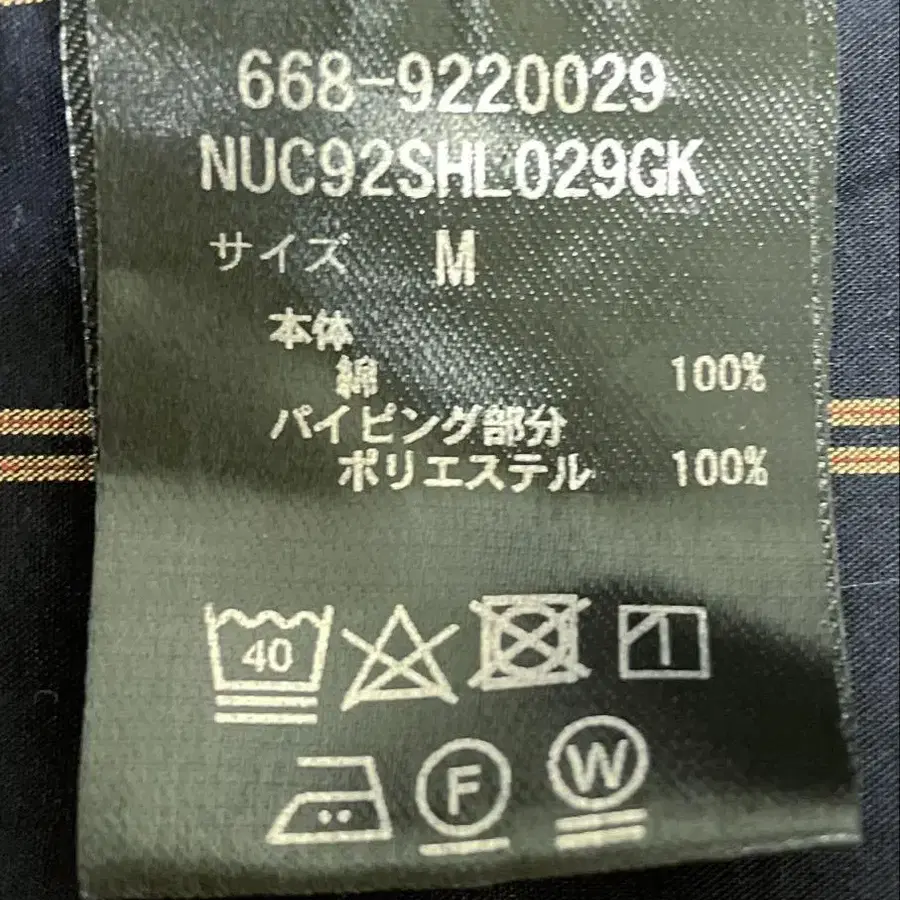 668-9220029
NUC92SHL029GK
サイズ M
本体
綿 100%
パイピング部分
ポリエステル 100%
40
F
W